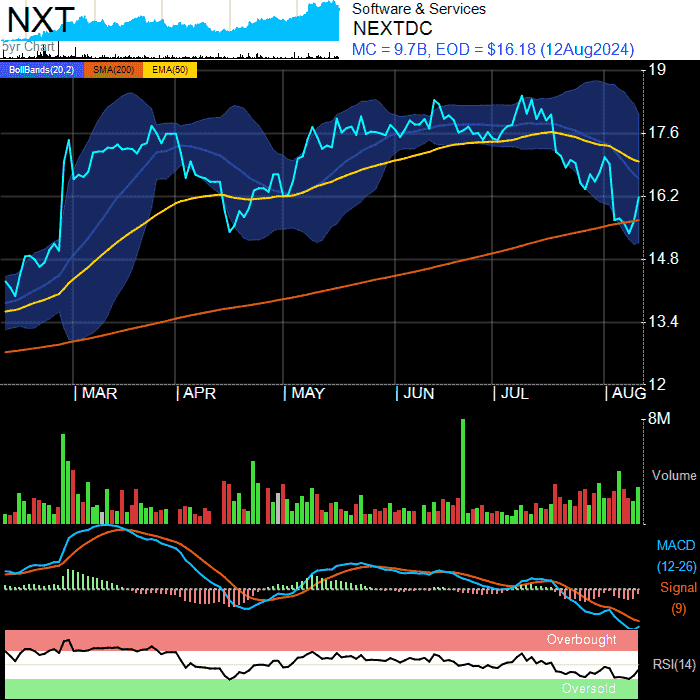 NXT
5yr Chart
Software & Services
NEXTDC
MC = 9.7B, EOD = $16.18 (12Aug2024)
BollBands(20,2) SMA(200) EMA(50)
19
17.6
16.2
14.8
13.4
12
| MAR | APR | MAY | JUN | JUL | AUG
8M
Volume
MACD
(12-26)
Signal
(9)
Overbought
RSI(14)
Oversold